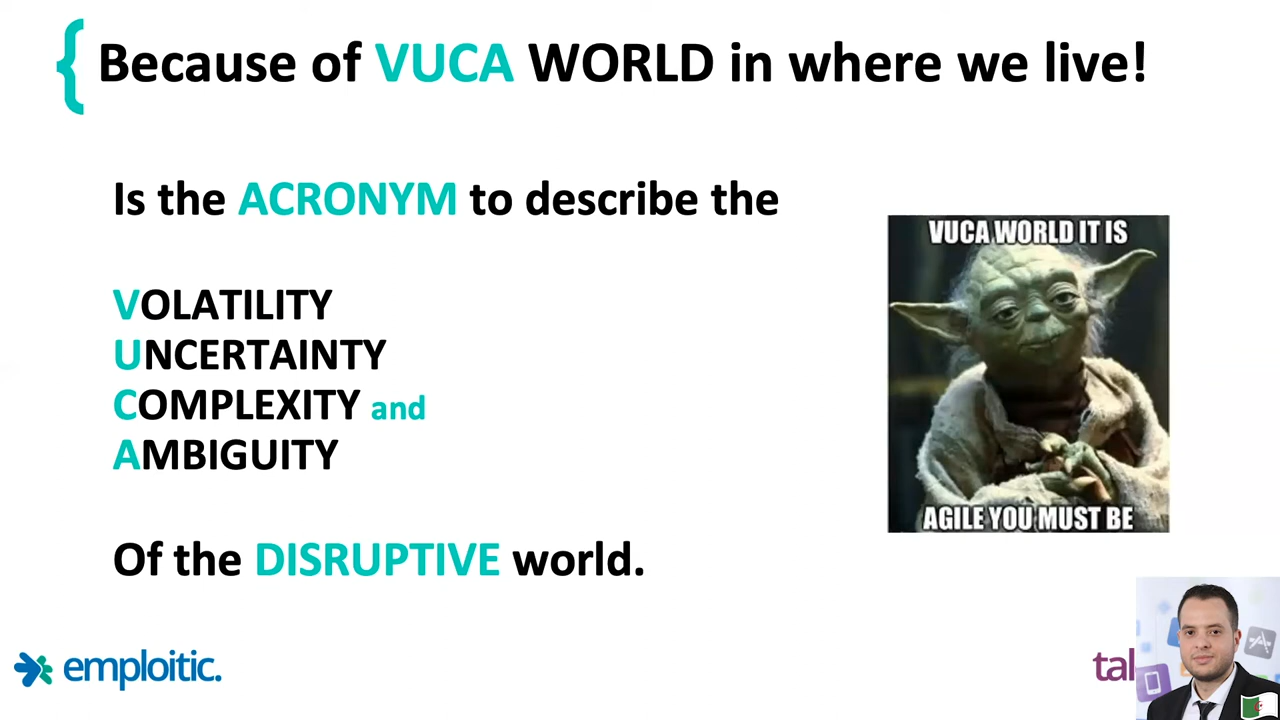 { Because of VUCA WORLD in where we live!
Is the ACRONYM to describe the
VOLATILITY
UNCERTAINTY
COMPLEXITY and
AMBIGUITY
Of the DISRUPTIVE world.
VUCA WORLD IT IS
AGILE YOU MUST BE
emploitic.